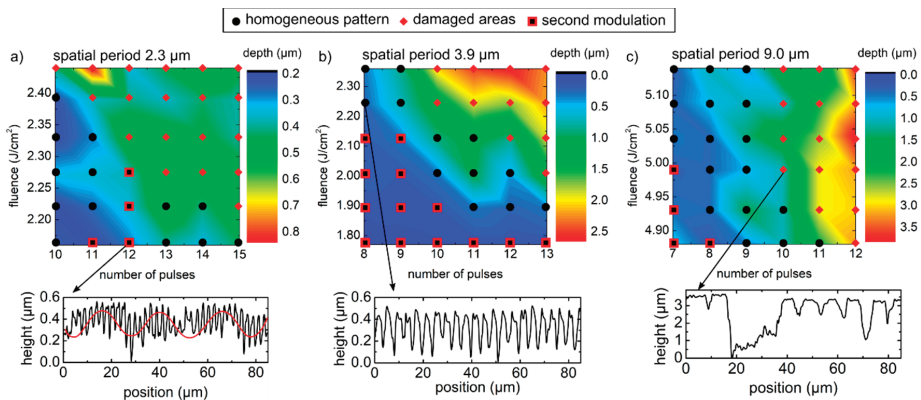 homogeneous pattern damaged areas second modulation
a) spatial period 2.3 µm depth (µm)
b) spatial period 3.9 µm depth (µm)
c) spatial period 9.0 µm depth (µm)
fluence (J/cm²)
2.40
2.35
2.30
2.25
2.20
10 11 12 13 14 15
0.2
0.3
0.4
0.5
0.6
0.7
0.8
number of pulses
fluence (J/cm²)
2.30
2.20
2.10
2.00
1.90
1.80
8 9 10 11 12 13
0.0
0.5
1.0
1.5
2.0
2.5
number of pulses
fluence (J/cm²)
5.10
5.05
5.00
4.95
4.90
7 8 9 10 11 12
0.0
0.5
1.0
1.5
2.0
2.5
3.0
3.5
number of pulses
height (µm)
0.6
0.4
0.2
0.0
0 20 40 60 80
position (µm)
height (µm)
0.6
0.4
0.2
0.0
0 20 40 60 80
position (µm)
height (µm)
3
2
1
0
0 20 40 60 80
position (µm)